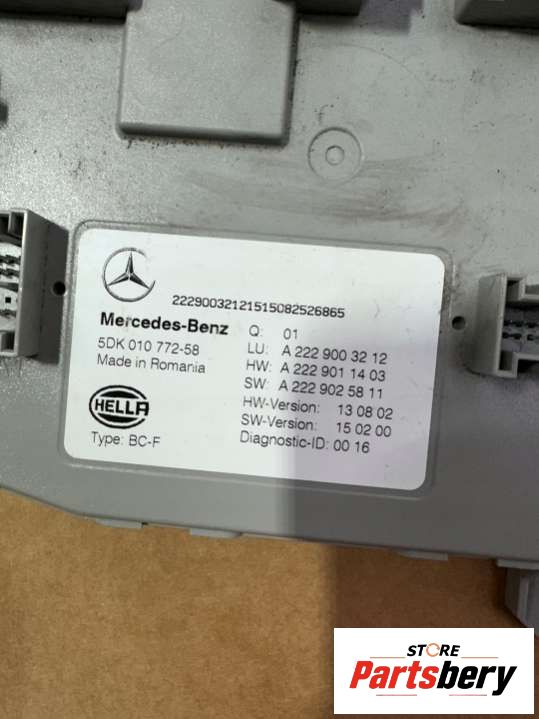 22290032121515082526865
Mercedes-Benz
5DK 010 772-58
Made in Romania
HELLA
Type: BC-F
Q: 01
LU: A 222 900 32 12
HW: A 222 901 14 03
SW: A 222 902 58 11
HW-Version: 13 08 02
SW-Version: 15 02 00
Diagnostic-ID: 00 16
STORE
Partsbery